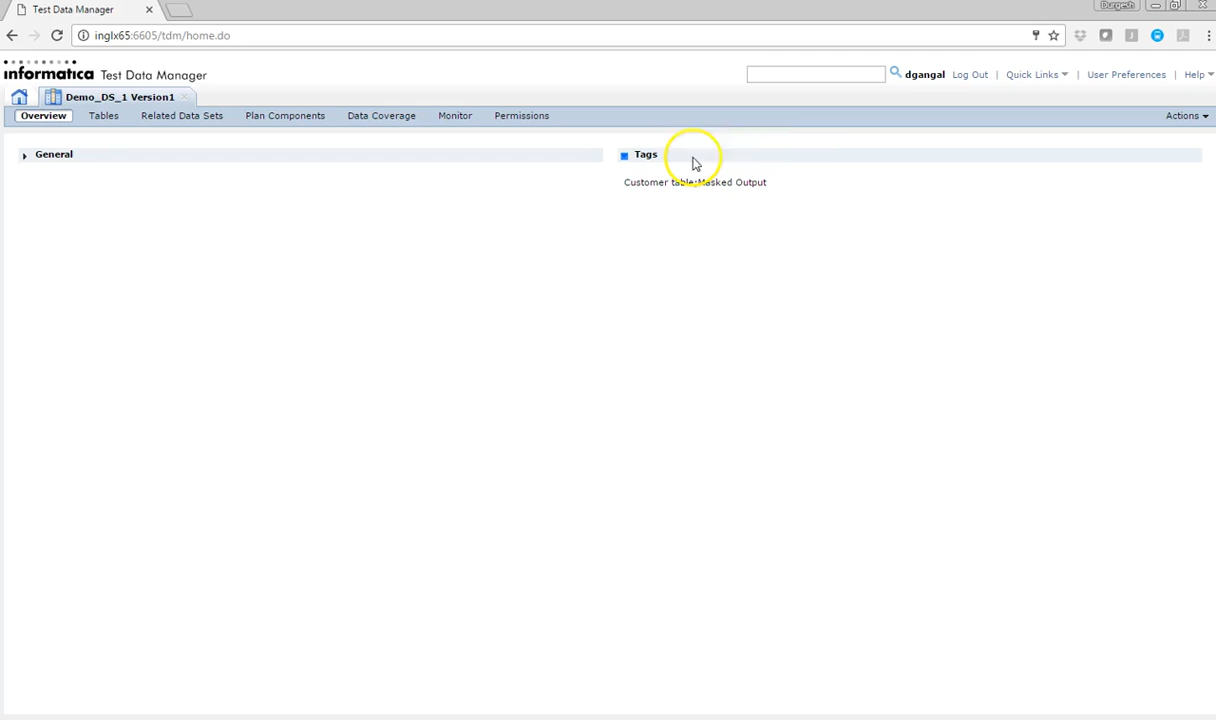 Test Data Manager
Durgesh
inglx65:6605/tdm/home.do
informatica Test Data Manager
dgangal Log Out | Quick Links | User Preferences | Help
Demo_DS_1 Version1
Overview Tables Related Data Sets Plan Components Data Coverage Monitor Permissions Actions
General
Tags
Customer table;Masked Output